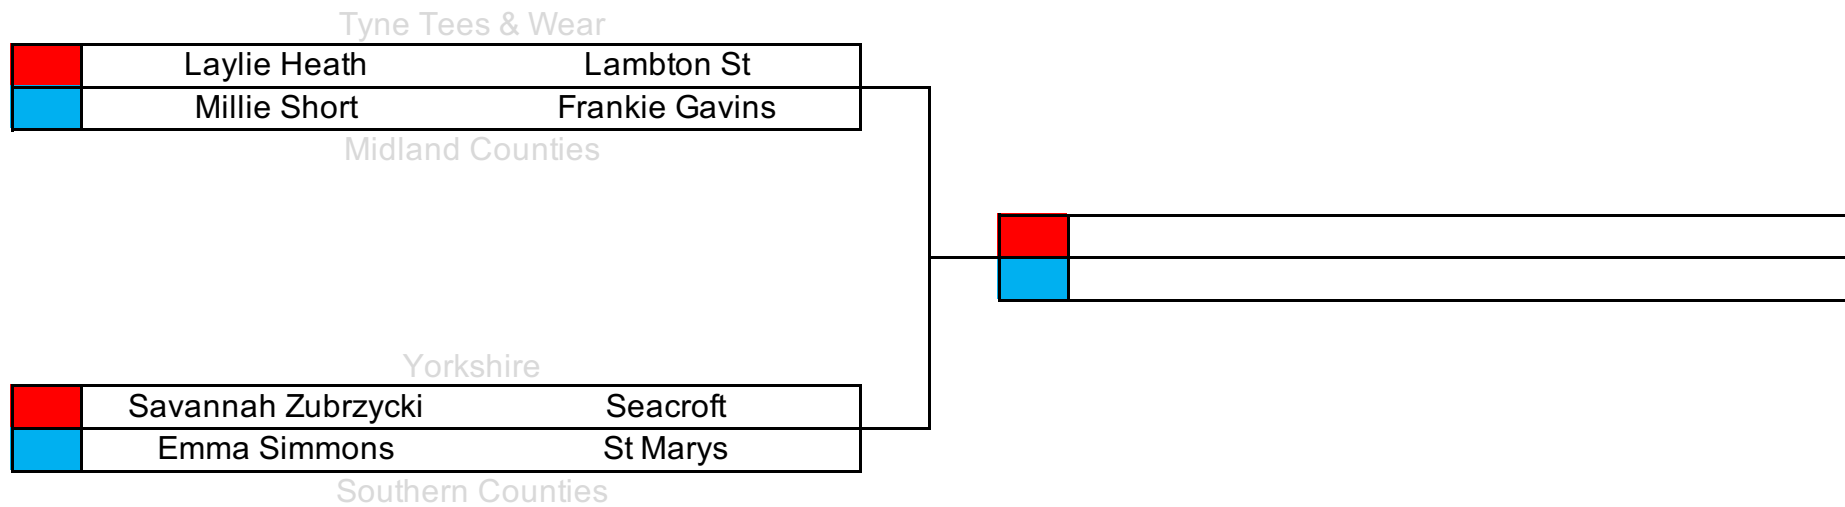 Tyne Tees & Wear
Laylie Heath Lambton St
Millie Short Frankie Gavins
Midland Counties
Yorkshire
Savannah Zubrzycki Seacroft
Emma Simmons St Marys
Southern Counties